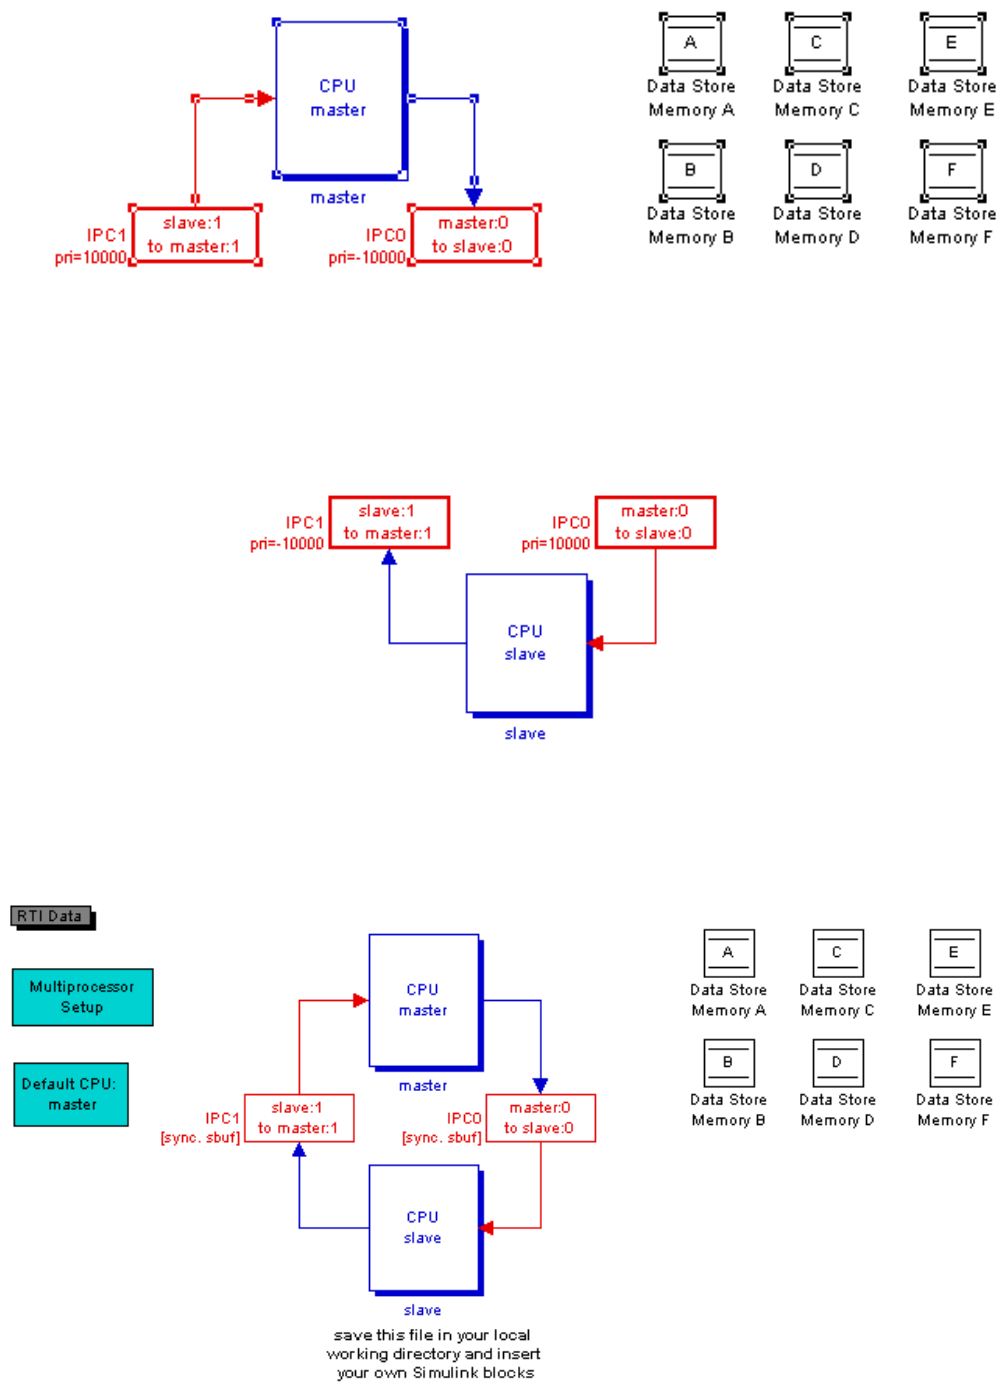 CPU
master
master
slave:1
to master:1
IPC1
pri=10000
master:0
to slave:0
IPC0
pri=-10000
A
Data Store
Memory A
C
Data Store
Memory C
E
Data Store
Memory E
B
Data Store
Memory B
D
Data Store
Memory D
F
Data Store
Memory F
slave:1
to master:1
IPC1
pri=-10000
master:0
to slave:0
IPC0
pri=10000
CPU
slave
slave
RTI Data
Multiprocessor
Setup
Default CPU:
master
CPU
master
master
slave:1
to master:1
IPC1
[sync. sbuf]
master:0
to slave:0
IPC0
[sync. sbuf]
CPU
slave
slave
save this file in your local
working directory and insert
your own Simulink blocks
A
Data Store
Memory A
C
Data Store
Memory C
E
Data Store
Memory E
B
Data Store
Memory B
D
Data Store
Memory D
F
Data Store
Memory F